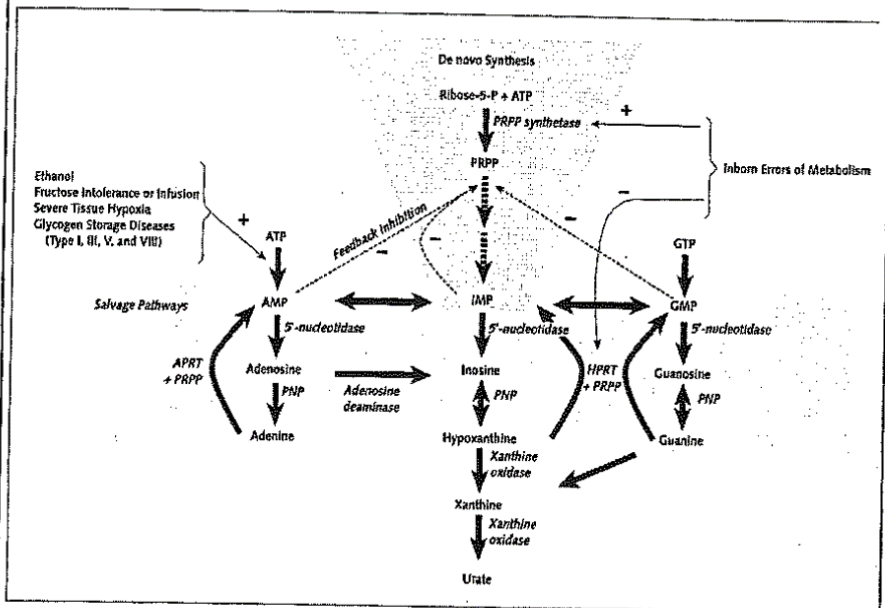 De novo Synthesis
Ribose-5-P + ATP
+
PRPP synthetase
PRPP
Inborn Errors of Metabolism
Ethanol
Fructose Intolerance or Infusion
Severe Tissue Hypoxia
Glycogen Storage Diseases
(Type I, III, V, and VIII)
+
Feedback Inhibition
−
−
−
−
ATP
GTP
Salvage Pathways
AMP
IMP
GMP
5'-nucleotidase
5'-nucleotidase
5'-nucleotidase
APRT
+ PRPP
Adenosine
Inosine
HPRT
+ PRPP
Guanosine
PNP
Adenosine
deaminase
PNP
PNP
Adenine
Hypoxanthine
Guanine
Xanthine
oxidase
Xanthine
Xanthine
oxidase
Urate